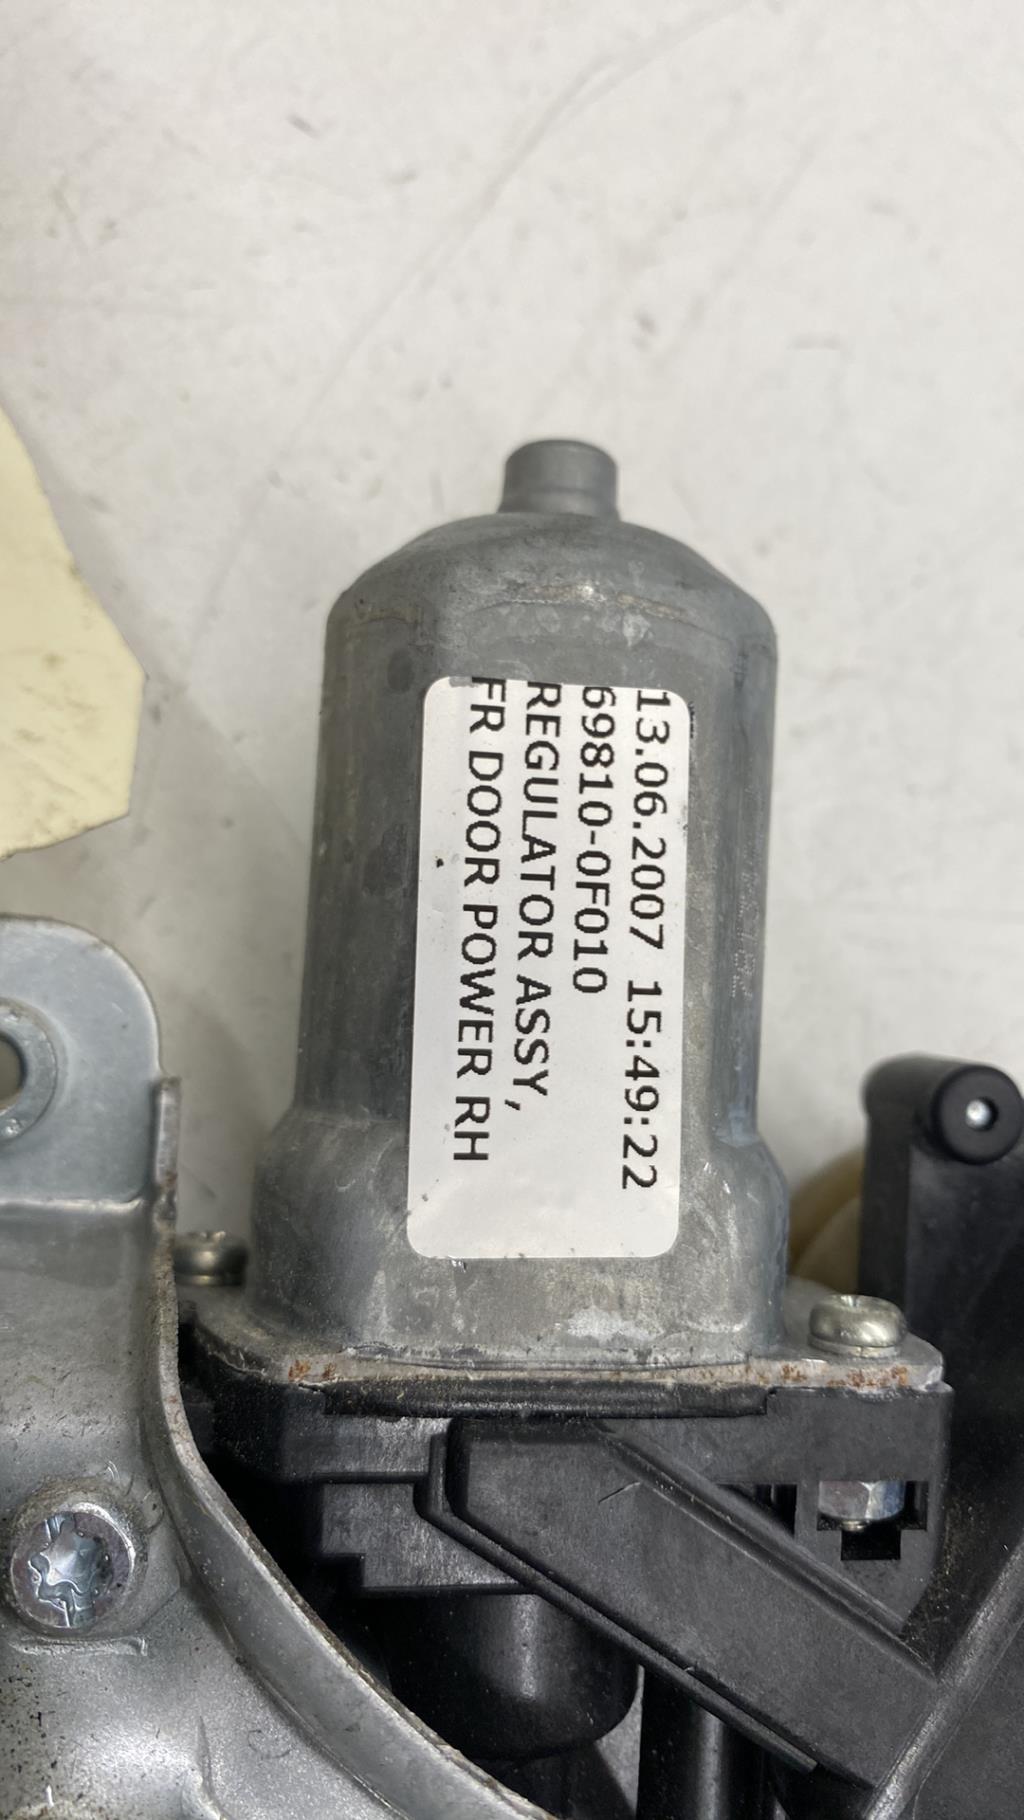 13.06.2007 15:49:22
69810-0F010
REGULATOR ASSY,
FR DOOR POWER RH